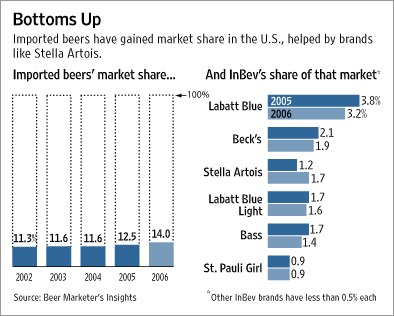 Bottoms Up
Imported beers have gained market share in the U.S., helped by brands
like Stella Artois.
Imported beers' market share...
100%
11.3%
11.6
11.6
12.5
14.0
2002
2003
2004
2005
2006
And InBev's share of that market*
Labatt Blue
2005
3.8%
2006
3.2%
Beck's
2.1
1.9
Stella Artois
1.2
1.7
Labatt Blue
Light
1.7
1.6
Bass
1.7
1.4
St. Pauli Girl
0.9
0.9
Source: Beer Marketer's Insights
*Other InBev brands have less than 0.5% each